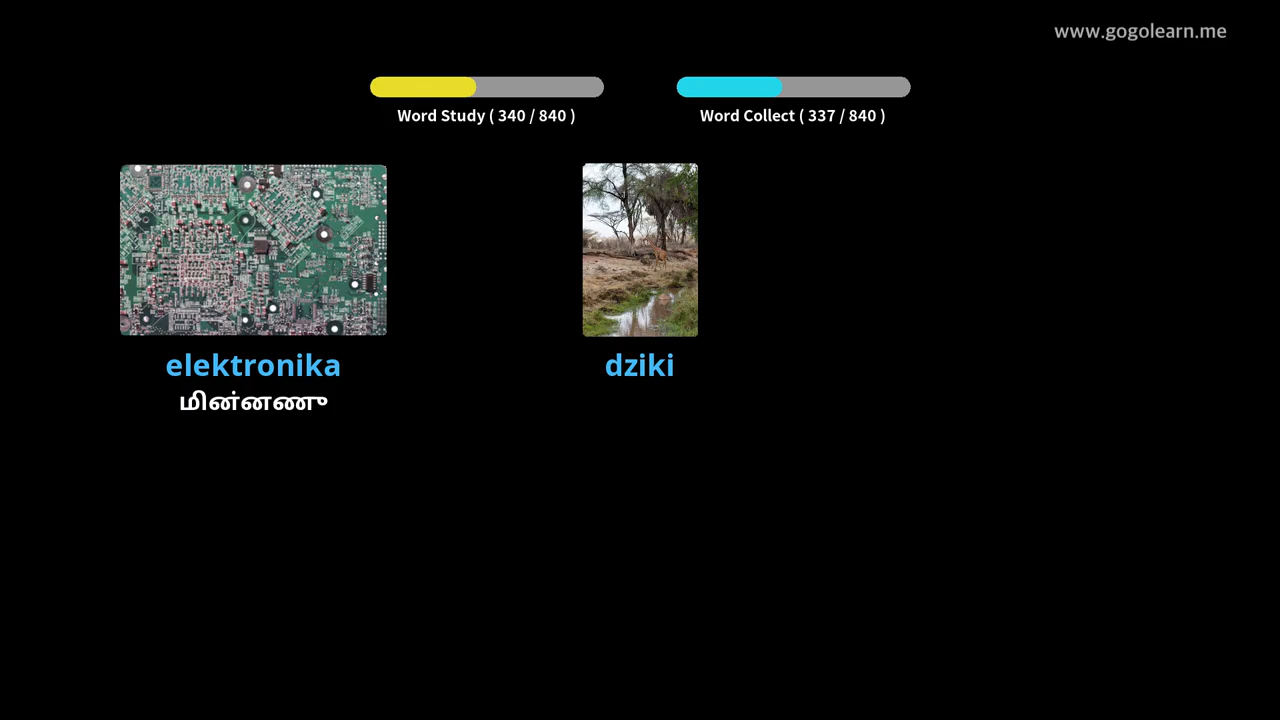 www.gogolearn.me
Word Study ( 340 / 840 )
Word Collect ( 337 / 840 )
elektronika
மின்னணு
dziki